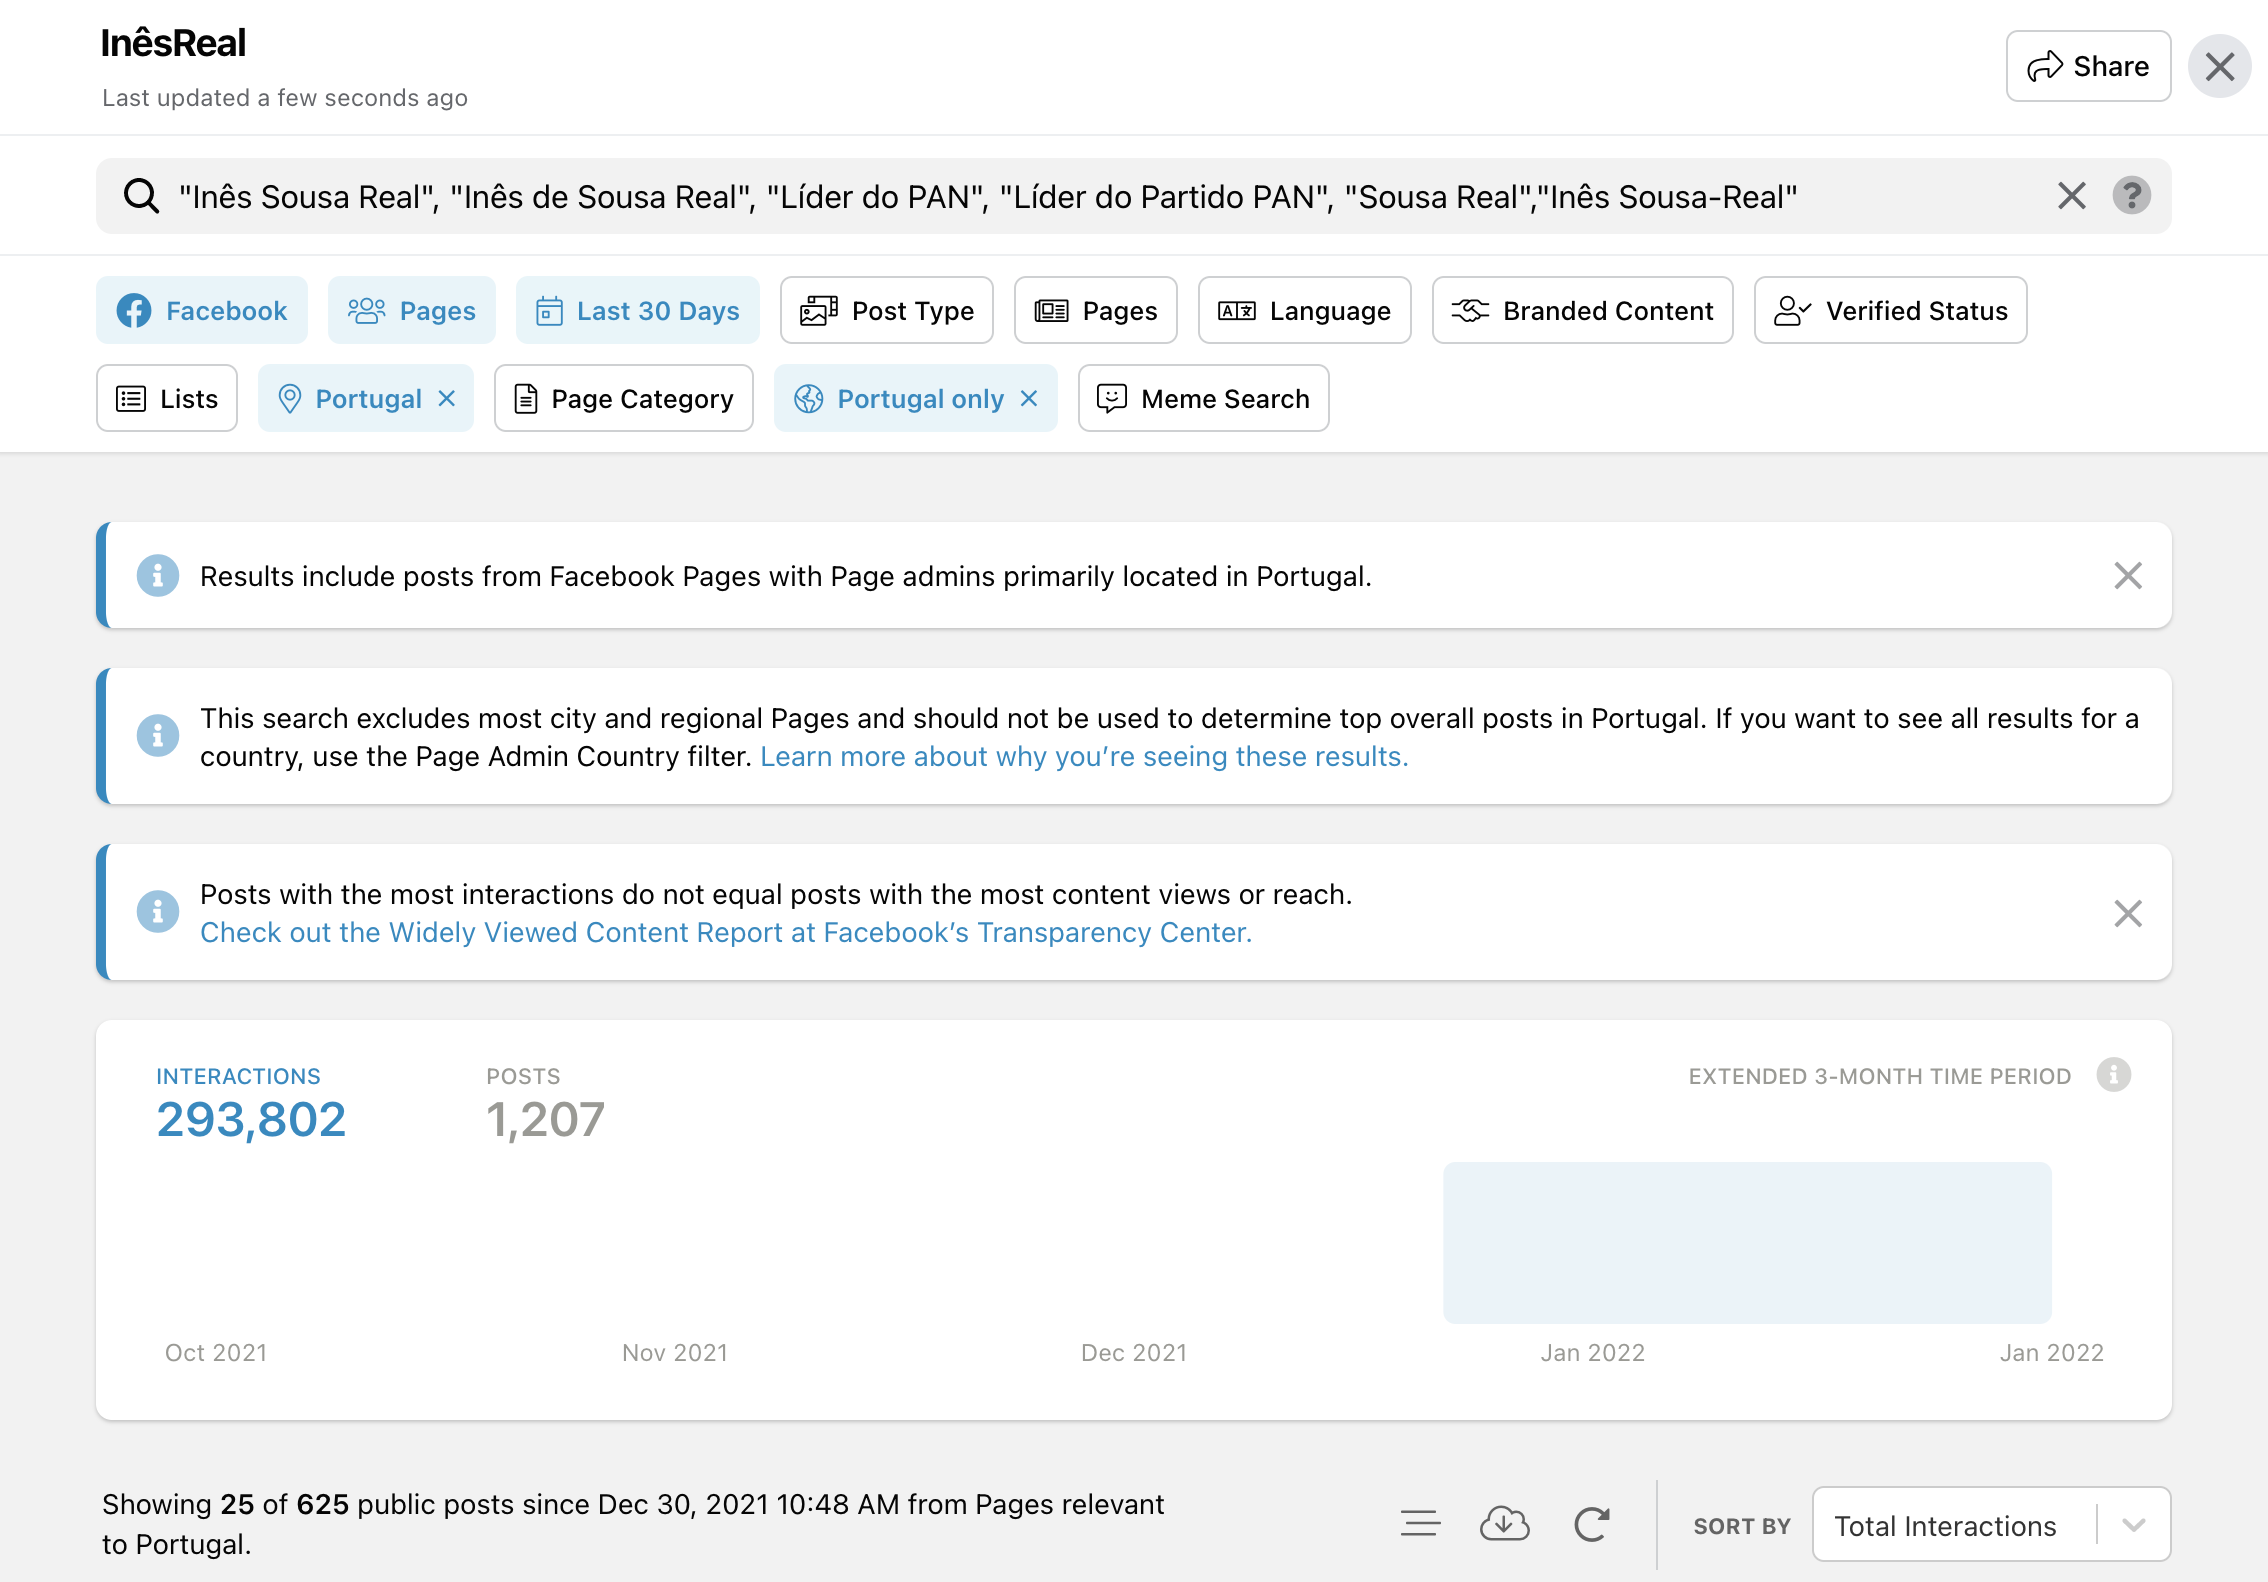 InêsReal
Share
Last updated a few seconds ago
"Inês Sousa Real", "Inês de Sousa Real", "Líder do PAN", "Líder do Partido PAN", "Sousa Real","Inês Sousa-Real"
Facebook Pages Last 30 Days Post Type Pages Language Branded Content Verified Status
Lists Portugal Page Category Portugal only Meme Search
Results include posts from Facebook Pages with Page admins primarily located in Portugal.
This search excludes most city and regional Pages and should not be used to determine top overall posts in Portugal. If you want to see all results for a
country, use the Page Admin Country filter. Learn more about why you’re seeing these results.
Posts with the most interactions do not equal posts with the most content views or reach.
Check out the Widely Viewed Content Report at Facebook’s Transparency Center.
INTERACTIONS POSTS EXTENDED 3-MONTH TIME PERIOD
293,802 1,207
Oct 2021 Nov 2021 Dec 2021 Jan 2022 Jan 2022
Showing 25 of 625 public posts since Dec 30, 2021 10:48 AM from Pages relevant
to Portugal.
SORT BY Total Interactions